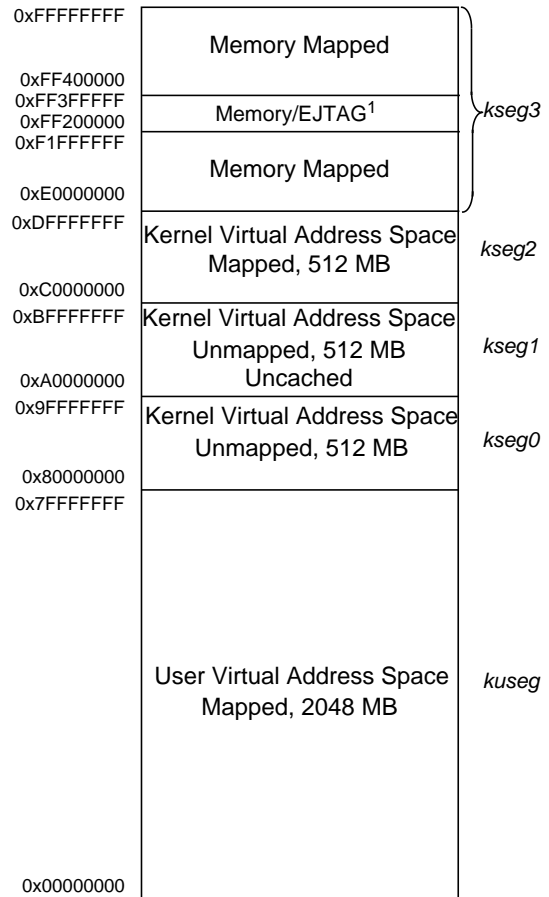 0xFFFFFFFF
Memory Mapped
0xFF400000
0xFF3FFFFF
Memory/EJTAG1
kseg3
0xFF200000
0xF1FFFFFF
Memory Mapped
0xE0000000
0xDFFFFFFF
Kernel Virtual Address Space
Mapped, 512 MB
kseg2
0xC0000000
0xBFFFFFFF
Kernel Virtual Address Space
Unmapped, 512 MB
kseg1
Uncached
0xA0000000
0x9FFFFFFF
Kernel Virtual Address Space
Unmapped, 512 MB
kseg0
0x80000000
0x7FFFFFFF
User Virtual Address Space
Mapped, 2048 MB
kuseg
0x00000000